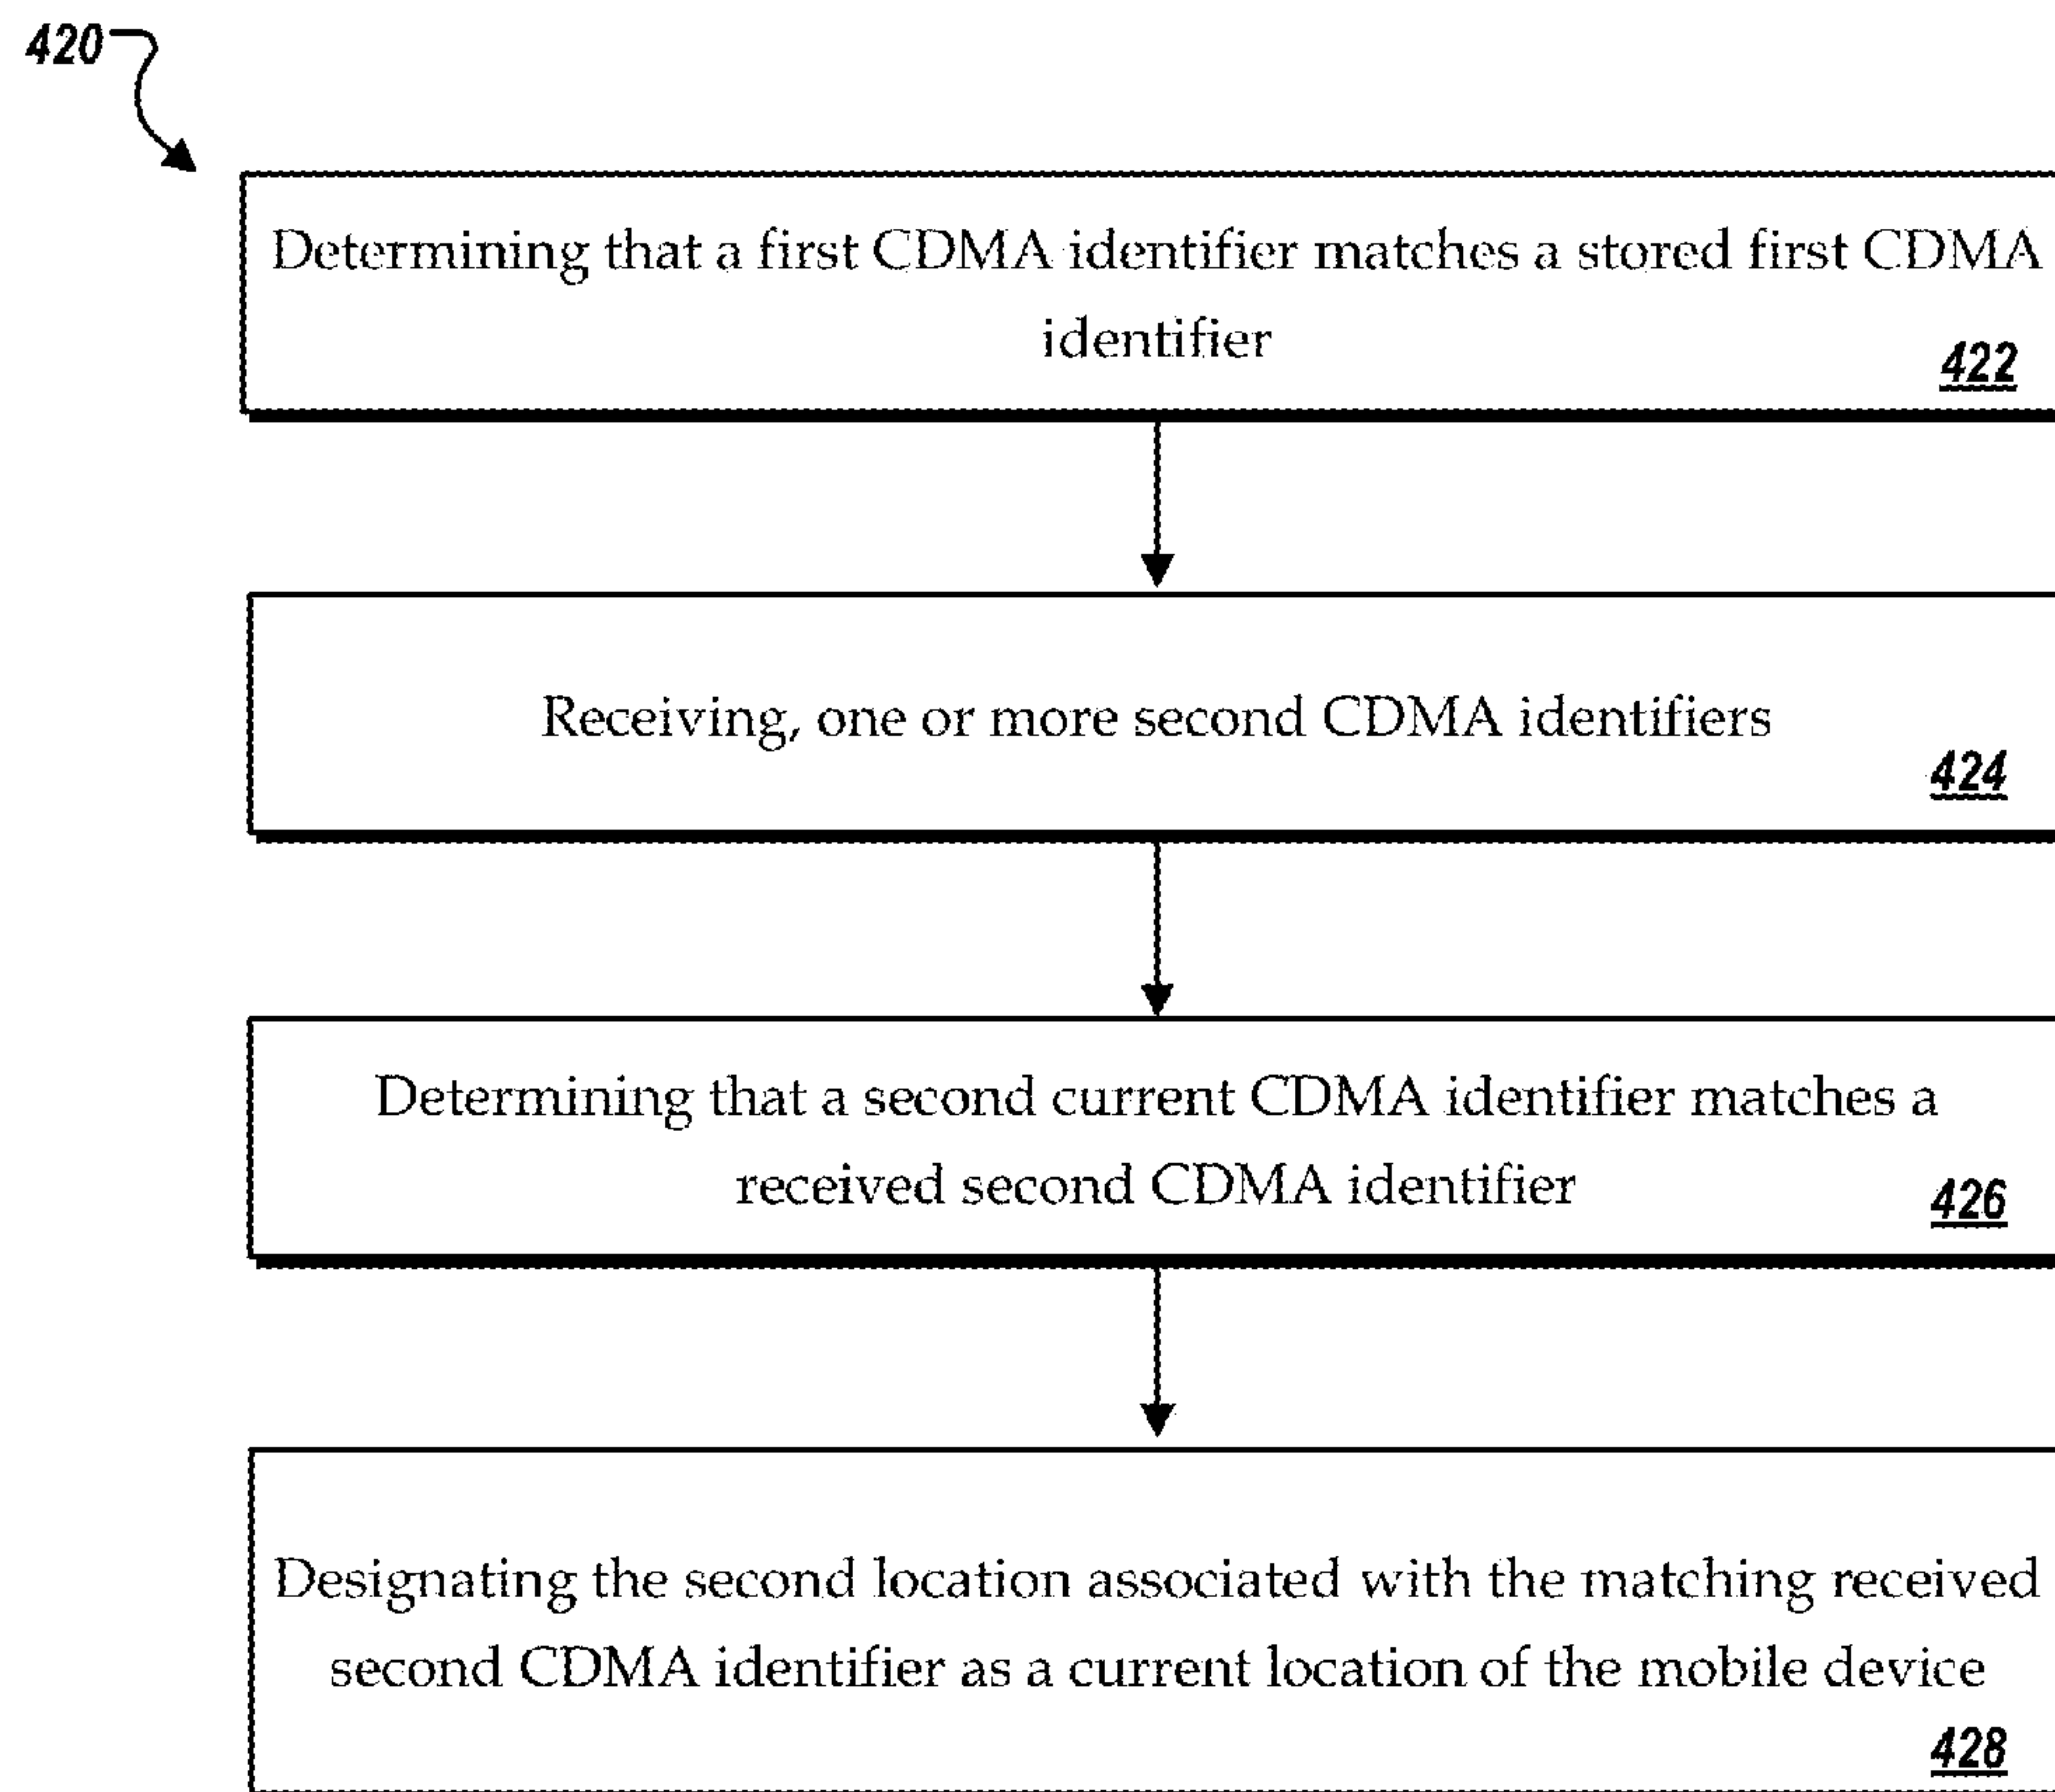 420
Determining that a first CDMA identifier matches a stored first CDMA
identifier
422
Receiving, one or more second CDMA identifiers
424
Determining that a second current CDMA identifier matches a
received second CDMA identifier
426
Designating the second location associated with the matching received
second CDMA identifier as a current location of the mobile device
428